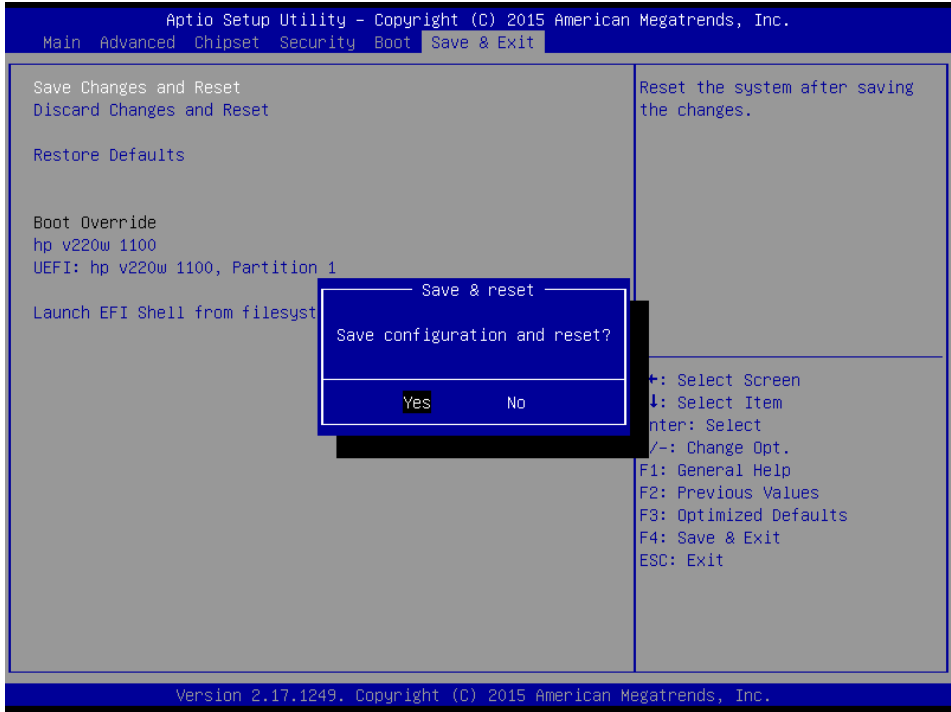 Aptio Setup Utility – Copyright (C) 2015 American Megatrends, Inc.
Main Advanced Chipset Security Boot Save & Exit
Save Changes and Reset
Discard Changes and Reset
Restore Defaults
Boot Override
hp v220w 1100
UEFI: hp v220w 1100, Partition 1
Launch EFI Shell from filesyst
Reset the system after saving
the changes.
Save & reset
Save configuration and reset?
Yes No
←: Select Screen
↓: Select Item
nter: Select
/-: Change Opt.
F1: General Help
F2: Previous Values
F3: Optimized Defaults
F4: Save & Exit
ESC: Exit
Version 2.17.1249. Copyright (C) 2015 American Megatrends, Inc.